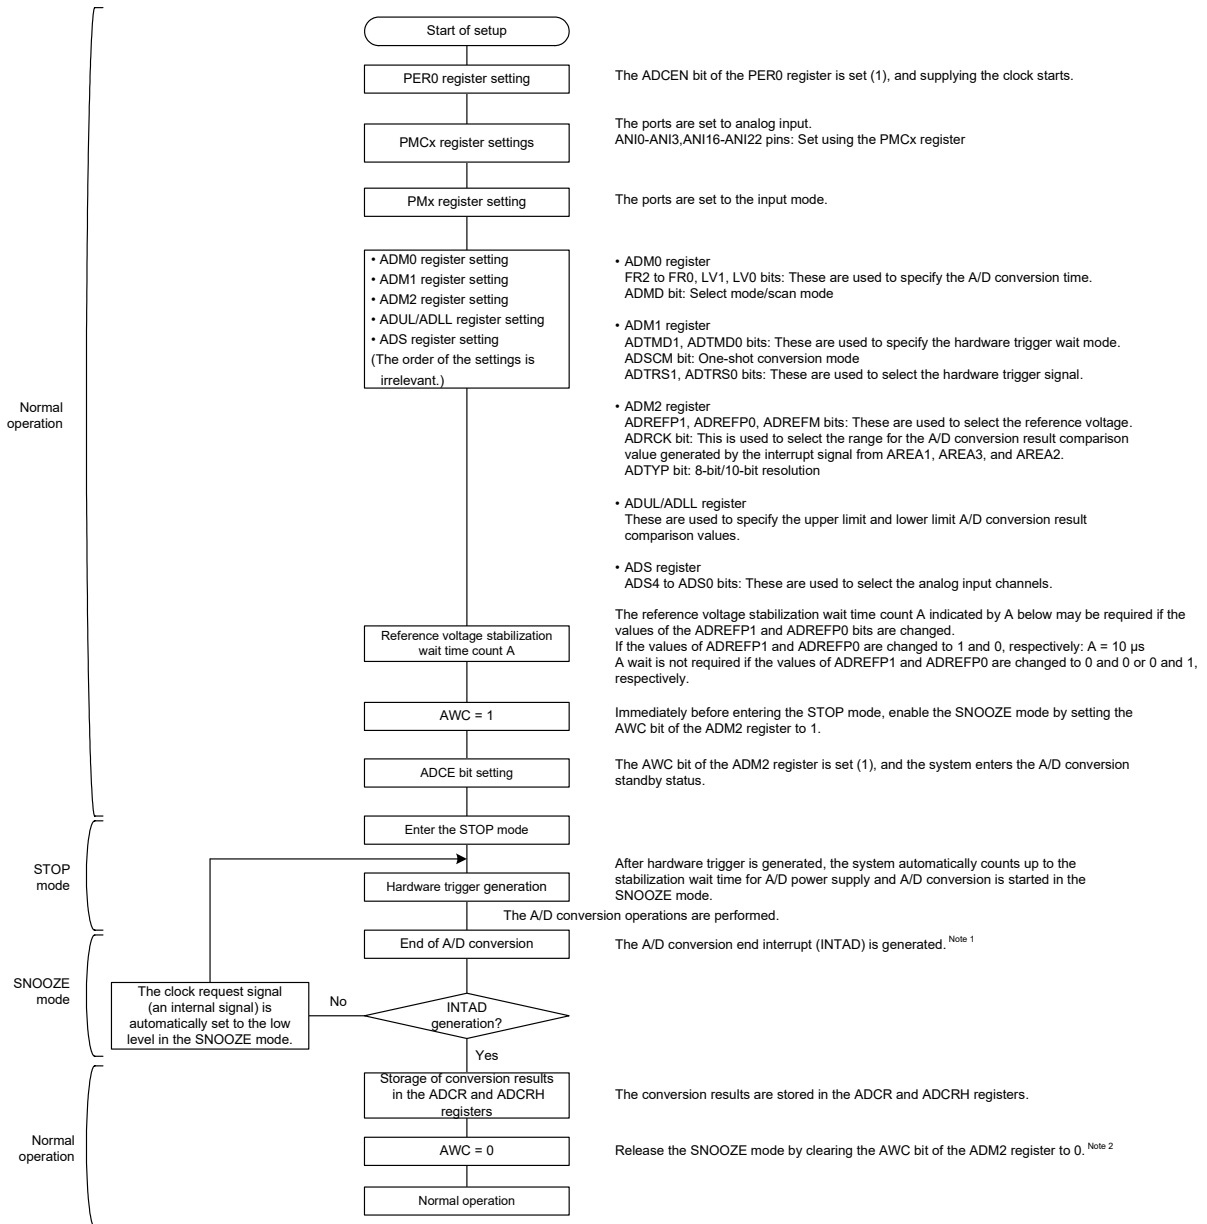 Start of setup
PER0 register setting
The ADCEN bit of the PER0 register is set (1), and supplying the clock starts.
PMCx register settings
The ports are set to analog input.
ANI0-ANI3,ANI16-ANI22 pins: Set using the PMCx register
PMx register setting
The ports are set to the input mode.
• ADM0 register setting
• ADM1 register setting
• ADM2 register setting
• ADUL/ADLL register setting
• ADS register setting
(The order of the settings is
irrelevant.)
• ADM0 register
FR2 to FR0, LV1, LV0 bits: These are used to specify the A/D conversion time.
ADMD bit: Select mode/scan mode
• ADM1 register
ADTMD1, ADTMD0 bits: These are used to specify the hardware trigger wait mode.
ADSCM bit: One-shot conversion mode
ADTRS1, ADTRS0 bits: These are used to select the hardware trigger signal.
• ADM2 register
ADREFP1, ADREFP0, ADREFM bits: These are used to select the reference voltage.
ADRCK bit: This is used to select the range for the A/D conversion result comparison
value generated by the interrupt signal from AREA1, AREA3, and AREA2.
ADTYP bit: 8-bit/10-bit resolution
• ADUL/ADLL register
These are used to specify the upper limit and lower limit A/D conversion result
comparison values.
• ADS register
ADS4 to ADS0 bits: These are used to select the analog input channels.
Normal
operation
Reference voltage stabilization
wait time count A
The reference voltage stabilization wait time count A indicated by A below may be required if the
values of the ADREFP1 and ADREFP0 bits are changed.
If the values of ADREFP1 and ADREFP0 are changed to 1 and 0, respectively: A = 10 µs
A wait is not required if the values of ADREFP1 and ADREFP0 are changed to 0 and 0 or 0 and 1,
respectively.
AWC = 1
Immediately before entering the STOP mode, enable the SNOOZE mode by setting the
AWC bit of the ADM2 register to 1.
ADCE bit setting
The AWC bit of the ADM2 register is set (1), and the system enters the A/D conversion
standby status.
Enter the STOP mode
STOP
mode
Hardware trigger generation
After hardware trigger is generated, the system automatically counts up to the
stabilization wait time for A/D power supply and A/D conversion is started in the
SNOOZE mode.
The A/D conversion operations are performed.
End of A/D conversion
The A/D conversion end interrupt (INTAD) is generated. Note 1
SNOOZE
mode
The clock request signal
(an internal signal) is
automatically set to the low
level in the SNOOZE mode.
No
INTAD
generation?
Yes
Storage of conversion results
in the ADCR and ADCRH
registers
The conversion results are stored in the ADCR and ADCRH registers.
Normal
operation
AWC = 0
Release the SNOOZE mode by clearing the AWC bit of the ADM2 register to 0. Note 2
Normal operation